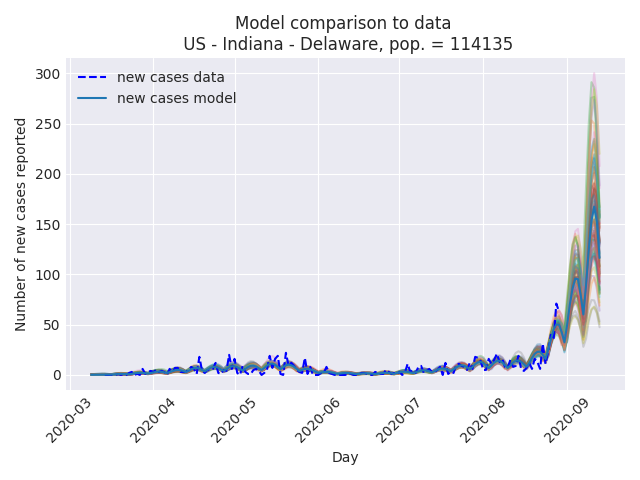 Model comparison to data
US - Indiana - Delaware, pop. = 114135
new cases data
new cases model
Number of new cases reported
300
250
200
150
100
50
0
2020-03
2020-04
2020-05
2020-06
2020-07
2020-08
2020-09
Day